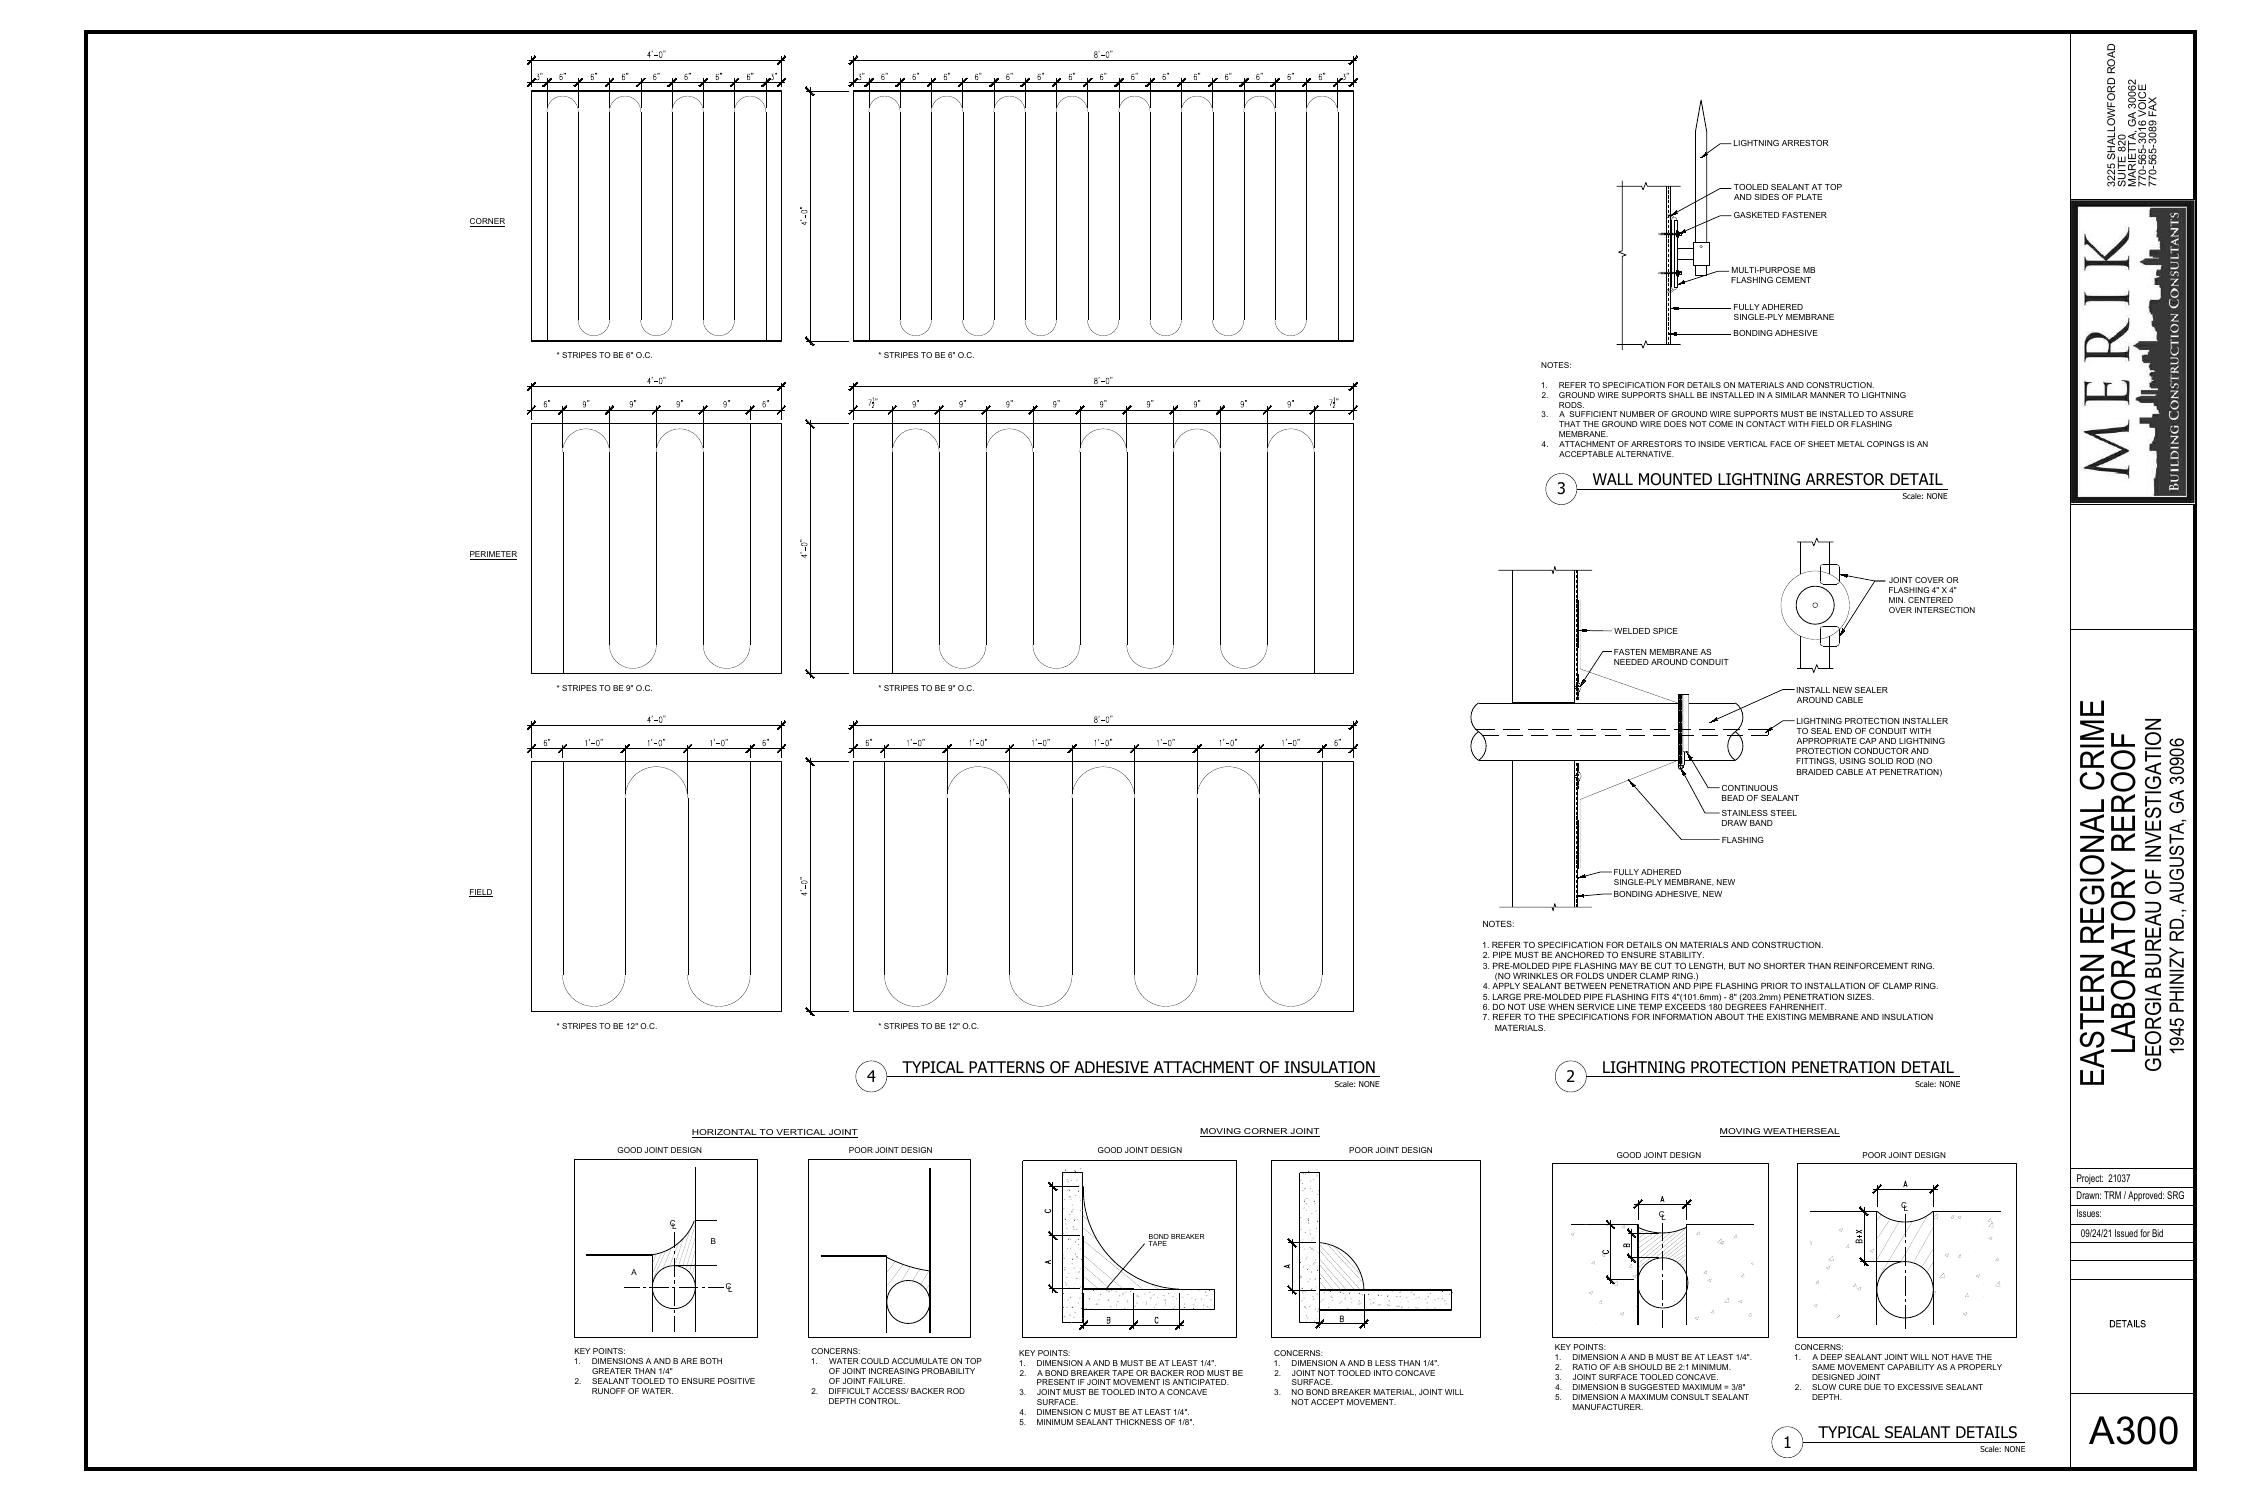 4'-0"
3" 6" 6" 6" 6" 6" 6" 6" 3"
8'-0"
3" 6" 6" 6" 6" 6" 6" 6" 6" 6" 6" 6" 6" 6" 6" 6" 3"
CORNER
4'-0"
* STRIPES TO BE 6" O.C.
* STRIPES TO BE 6" O.C.
4'-0"
6" 9" 9" 9" 9" 6"
8'-0"
7½" 9" 9" 9" 9" 9" 9" 9" 9" 9" 7½"
PERIMETER
4'-0"
* STRIPES TO BE 9" O.C.
* STRIPES TO BE 9" O.C.
4'-0"
6" 1'-0" 1'-0" 1'-0" 6"
8'-0"
6" 1'-0" 1'-0" 1'-0" 1'-0" 1'-0" 1'-0" 1'-0" 6"
FIELD
4'-0"
* STRIPES TO BE 12" O.C.
* STRIPES TO BE 12" O.C.
4 TYPICAL PATTERNS OF ADHESIVE ATTACHMENT OF INSULATION
Scale: NONE
LIGHTNING ARRESTOR
TOOLED SEALANT AT TOP
AND SIDES OF PLATE
GASKETED FASTENER
MULTI-PURPOSE MB
FLASHING CEMENT
FULLY ADHERED
SINGLE-PLY MEMBRANE
BONDING ADHESIVE
NOTES:
1. REFER TO SPECIFICATION FOR DETAILS ON MATERIALS AND CONSTRUCTION.
2. GROUND WIRE SUPPORTS SHALL BE INSTALLED IN A SIMILAR MANNER TO LIGHTNING
RODS.
3. A SUFFICIENT NUMBER OF GROUND WIRE SUPPORTS MUST BE INSTALLED TO ASSURE
THAT THE GROUND WIRE DOES NOT COME IN CONTACT WITH FIELD OR FLASHING
MEMBRANE.
4. ATTACHMENT OF ARRESTORS TO INSIDE VERTICAL FACE OF SHEET METAL COPINGS IS AN
ACCEPTABLE ALTERNATIVE.
3 WALL MOUNTED LIGHTNING ARRESTOR DETAIL
Scale: NONE
JOINT COVER OR
FLASHING 4" X 4"
MIN. CENTERED
OVER INTERSECTION
WELDED SPICE
FASTEN MEMBRANE AS
NEEDED AROUND CONDUIT
INSTALL NEW SEALER
AROUND CABLE
LIGHTNING PROTECTION INSTALLER
TO SEAL END OF CONDUIT WITH
APPROPRIATE CAP AND LIGHTNING
PROTECTION CONDUCTOR AND
FITTINGS, USING SOLID ROD (NO
BRAIDED CABLE AT PENETRATION)
CONTINUOUS
BEAD OF SEALANT
STAINLESS STEEL
DRAW BAND
FLASHING
FULLY ADHERED
SINGLE-PLY MEMBRANE, NEW
BONDING ADHESIVE, NEW
NOTES:
1. REFER TO SPECIFICATION FOR DETAILS ON MATERIALS AND CONSTRUCTION.
2. PIPE MUST BE ANCHORED TO ENSURE STABILITY.
3. PRE-MOLDED PIPE FLASHING MAY BE CUT TO LENGTH, BUT NO SHORTER THAN REINFORCEMENT RING.
(NO WRINKLES OR FOLDS UNDER CLAMP RING.)
4. APPLY SEALANT BETWEEN PENETRATION AND PIPE FLASHING PRIOR TO INSTALLATION OF CLAMP RING.
5. LARGE PRE-MOLDED PIPE FLASHING FITS 4"(101.6mm) - 8" (203.2mm) PENETRATION SIZES.
6. DO NOT USE WHEN SERVICE LINE TEMP EXCEEDS 180 DEGREES FAHRENHEIT.
7. REFER TO THE SPECIFICATIONS FOR INFORMATION ABOUT THE EXISTING MEMBRANE AND INSULATION
MATERIALS.
2 LIGHTNING PROTECTION PENETRATION DETAIL
Scale: NONE
HORIZONTAL TO VERTICAL JOINT
GOOD JOINT DESIGN
℄
B
A
℄
KEY POINTS:
1. DIMENSIONS A AND B ARE BOTH
GREATER THAN 1/4"
2. SEALANT TOOLED TO ENSURE POSITIVE
RUNOFF OF WATER.
POOR JOINT DESIGN
CONCERNS:
1. WATER COULD ACCUMULATE ON TOP
OF JOINT INCREASING PROBABILITY
OF JOINT FAILURE.
2. DIFFICULT ACCESS/ BACKER ROD
DEPTH CONTROL.
MOVING CORNER JOINT
GOOD JOINT DESIGN
C
A
BOND BREAKER
TAPE
B C
KEY POINTS:
1. DIMENSION A AND B MUST BE AT LEAST 1/4".
2. A BOND BREAKER TAPE OR BACKER ROD MUST BE
PRESENT IF JOINT MOVEMENT IS ANTICIPATED.
3. JOINT MUST BE TOOLED INTO A CONCAVE
SURFACE.
4. DIMENSION C MUST BE AT LEAST 1/4".
5. MINIMUM SEALANT THICKNESS OF 1/8".
POOR JOINT DESIGN
A
B
CONCERNS:
1. DIMENSION A AND B LESS THAN 1/4".
2. JOINT NOT TOOLED INTO CONCAVE
SURFACE.
3. NO BOND BREAKER MATERIAL, JOINT WILL
NOT ACCEPT MOVEMENT.
MOVING WEATHERSEAL
GOOD JOINT DESIGN
A
℄
B
C
KEY POINTS:
1. DIMENSION A AND B MUST BE AT LEAST 1/4".
2. RATIO OF A:B SHOULD BE 2:1 MINIMUM.
3. JOINT SURFACE TOOLED CONCAVE.
4. DIMENSION B SUGGESTED MAXIMUM = 3/8"
5. DIMENSION A MAXIMUM CONSULT SEALANT
MANUFACTURER.
POOR JOINT DESIGN
A
℄
B+X
CONCERNS:
1. A DEEP SEALANT JOINT WILL NOT HAVE THE
SAME MOVEMENT CAPABILITY AS A PROPERLY
DESIGNED JOINT
2. SLOW CURE DUE TO EXCESSIVE SEALANT
DEPTH.
1 TYPICAL SEALANT DETAILS
Scale: NONE
3225 SHALLOWFORD ROAD
SUITE 820
MARIETTA, GA 30062
770-565-3016 VOICE
770-565-3089 FAX
MERIK
BUILDING CONSTRUCTION CONSULTANTS
EASTERN REGIONAL CRIME
LABORATORY REROOF
GEORGIA BUREAU OF INVESTIGATION
1945 PHINIZY RD., AUGUSTA, GA 30906
Project: 21037
Drawn: TRM / Approved: SRG
Issues:
09/24/21 Issued for Bid
DETAILS
A300